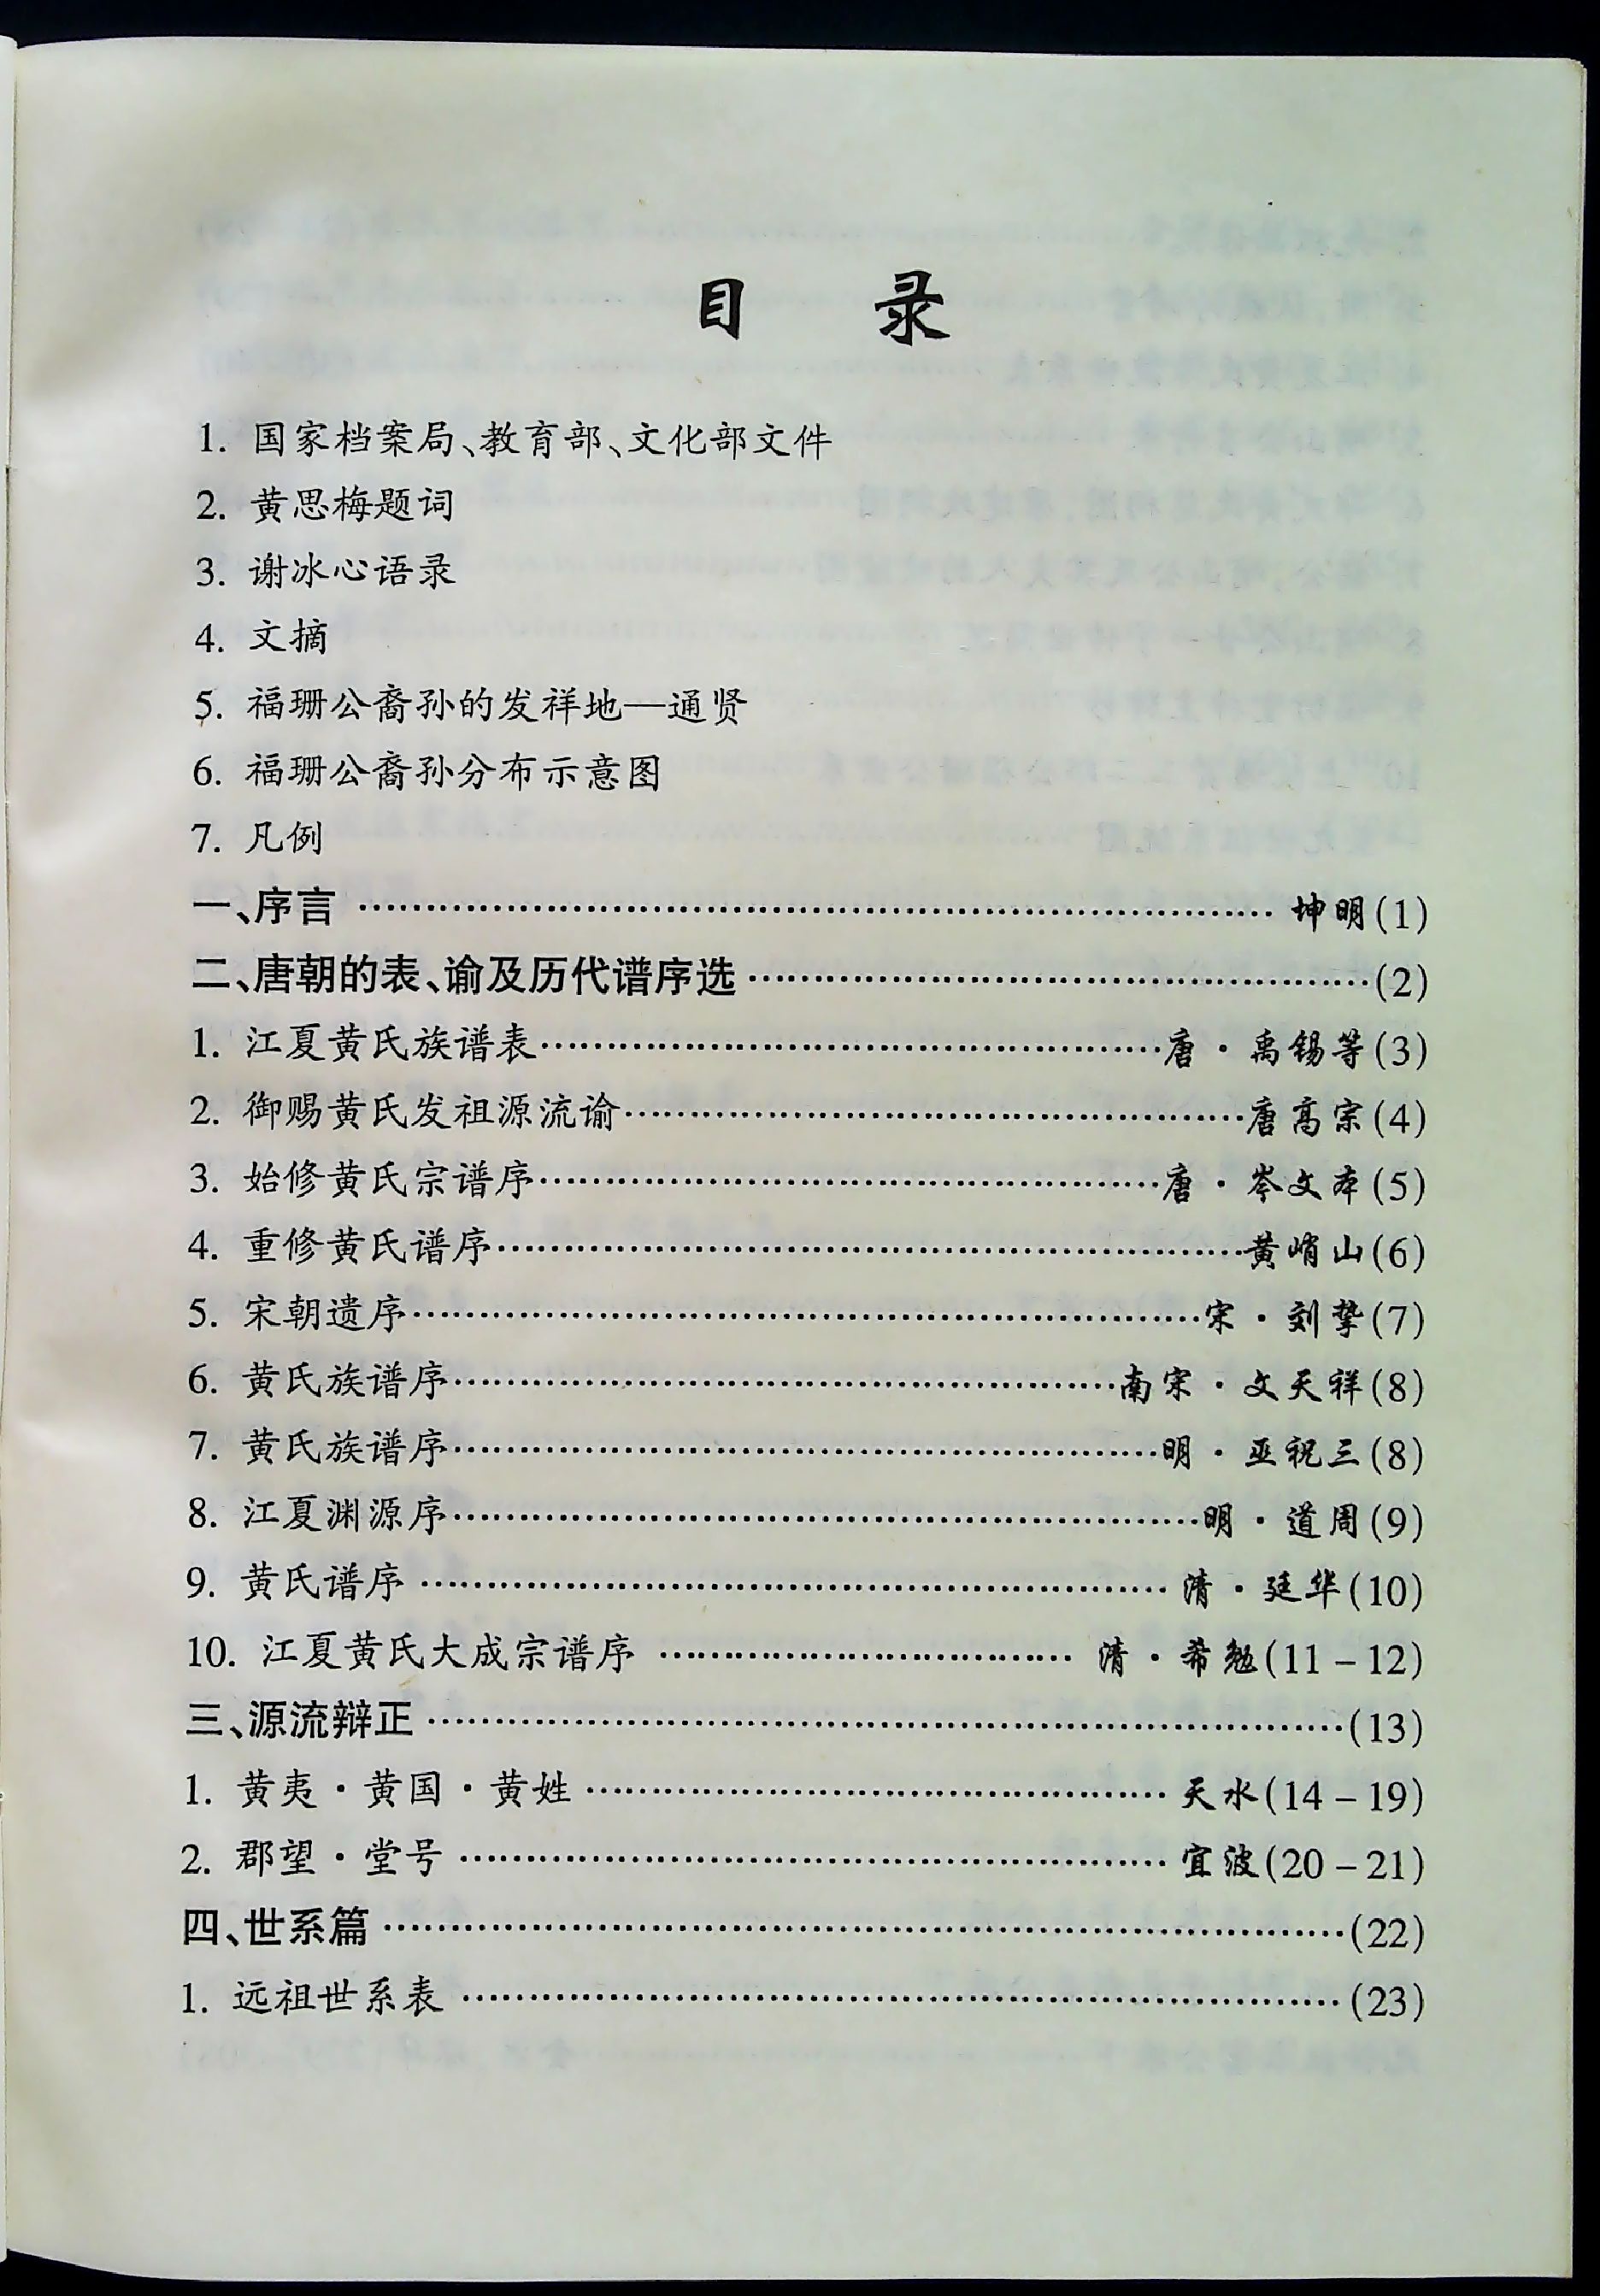 目 录
1. 国家档案局、教育部、文化部文件
2. 黄思梅题词
3. 谢冰心语录
4. 文摘
5. 福珊公裔孙的发祥地—通贤
6. 福珊公裔孙分布示意图
7. 凡例
一、序言 …………………………………………………………… 坤明(1)
二、唐朝的表、谕及历代谱序选 ………………………………………(2)
1. 江夏黄氏族谱表………………………………………唐·禹锡等(3)
2. 御赐黄氏发祖源流谕………………………………………唐高宗(4)
3. 始修黄氏宗谱序………………………………………唐·岑文本(5)
4. 重修黄氏谱序………………………………………………黄峭山(6)
5. 宋朝遗序…………………………………………………宋·刘挚(7)
6. 黄氏族谱序…………………………………………南宋·文天祥(8)
7. 黄氏族谱序……………………………………………明·巫祝三(8)
8. 江夏渊源序………………………………………………明·道周(9)
9. 黄氏谱序 ……………………………………………… 清·廷华(10)
10. 江夏黄氏大成宗谱序 ………………………… 清·希勉(11–12)
三、源流辩正 …………………………………………………………(13)
1. 黄夷·黄国·黄姓 …………………………………… 天水(14–19)
2. 郡望·堂号 …………………………………………… 宜波(20–21)
四、世系篇 ……………………………………………………………(22)
1. 远祖世系表 ……………………………………………………… (23)